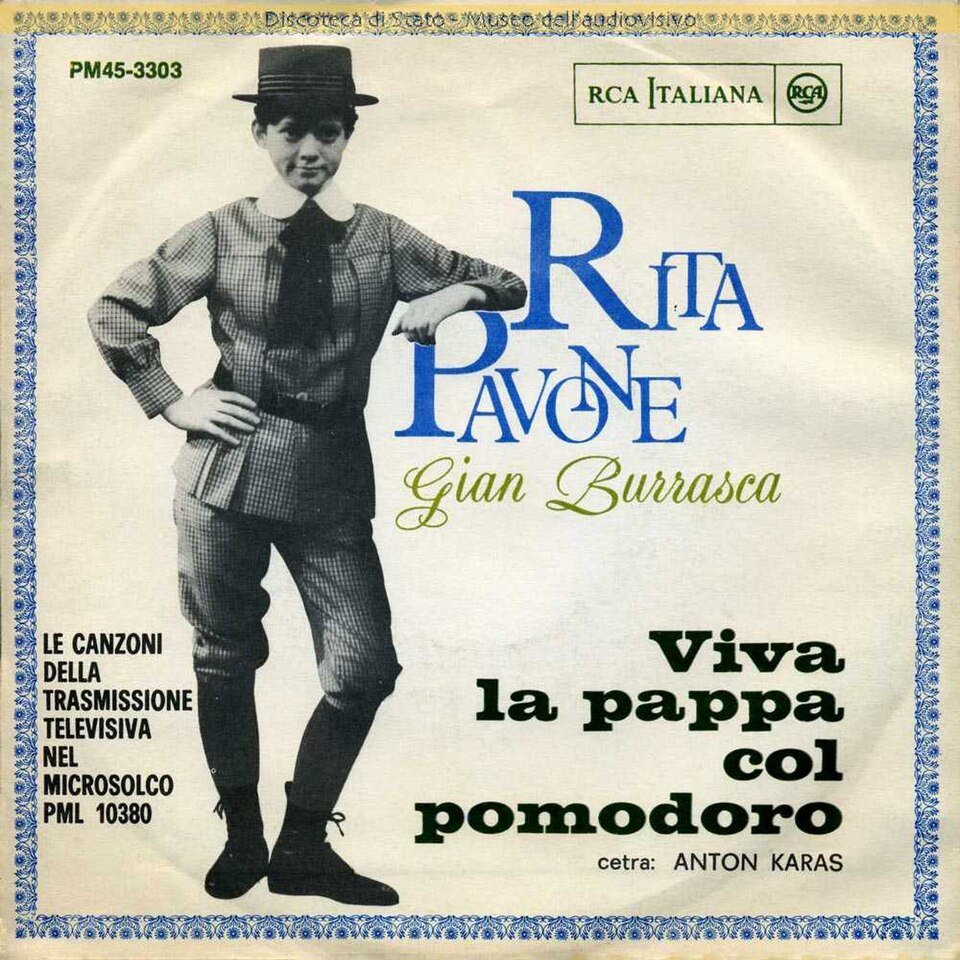 Discoteca di Stato - Museo dell'audiovisivo
PM45-3303
RCA ITALIANA
RCA
RITA
PAVONE
Gian Burrasca
LE CANZONI
DELLA
TRASMISSIONE
TELEVISIVA
NEL
MICROSOLCO
PML 10380
Viva
la pappa
col
pomodoro
cetra: ANTON KARAS